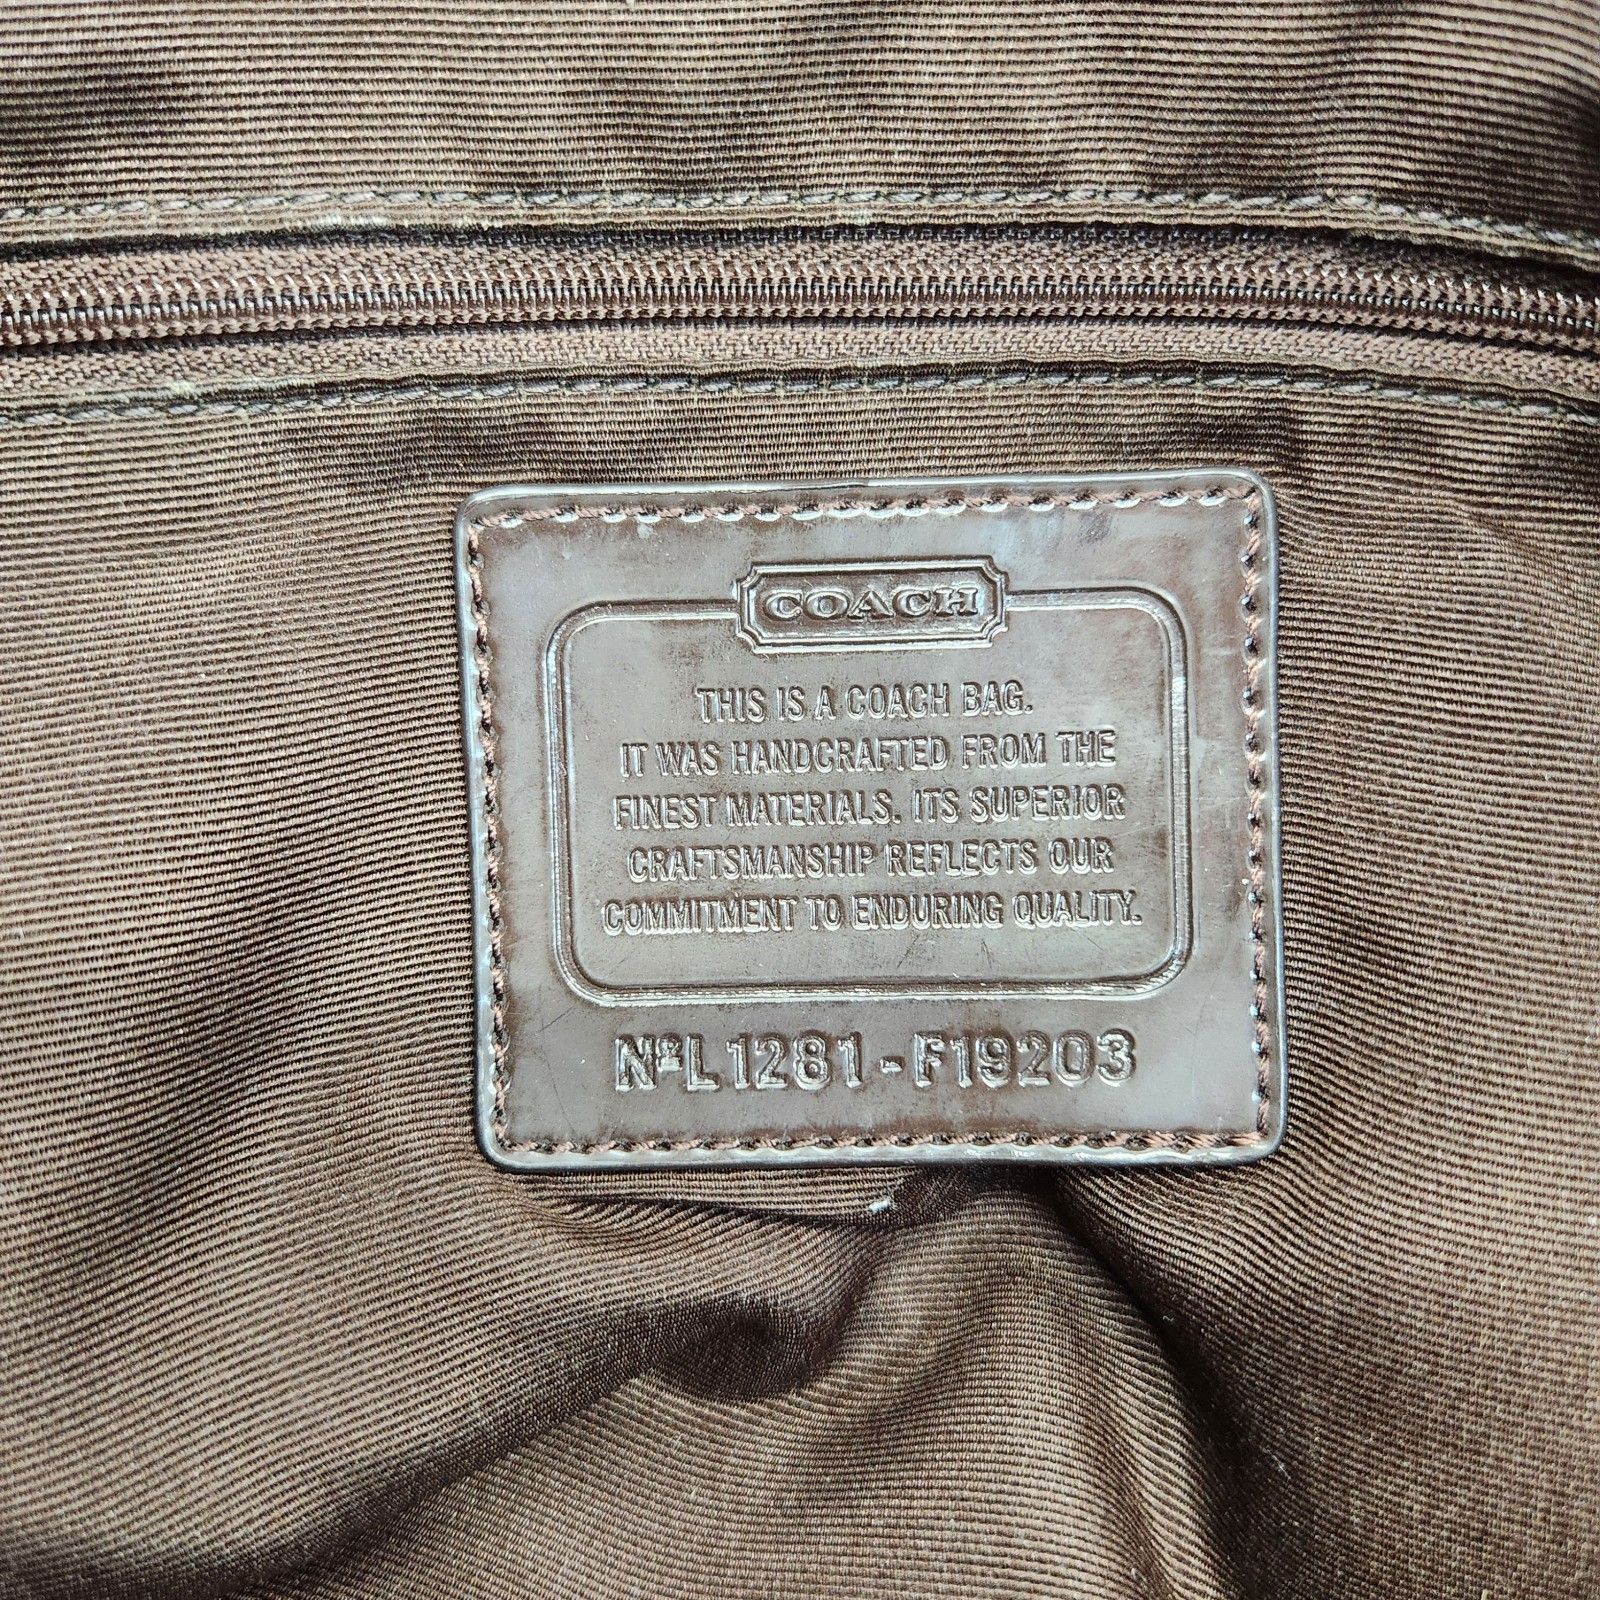 COACH
THIS IS A COACH BAG.
IT WAS HANDCRAFTED FROM THE
FINEST MATERIALS. ITS SUPERIOR
CRAFTSMANSHIP REFLECTS OUR
COMMITMENT TO ENDURING QUALITY.
Nº L1281-F19203